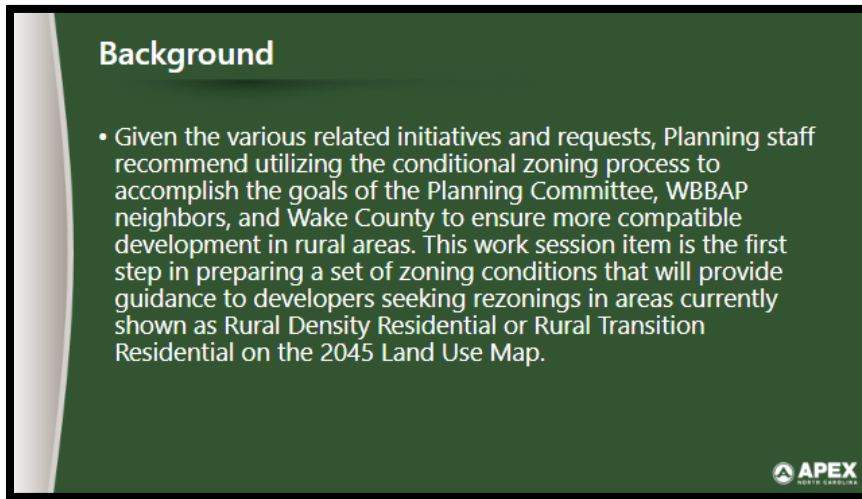 Background
• Given the various related initiatives and requests, Planning staff
recommend utilizing the conditional zoning process to
accomplish the goals of the Planning Committee, WBBAP
neighbors, and Wake County to ensure more compatible
development in rural areas. This work session item is the first
step in preparing a set of zoning conditions that will provide
guidance to developers seeking rezonings in areas currently
shown as Rural Density Residential or Rural Transition
Residential on the 2045 Land Use Map.
APEX
NORTH CAROLINA